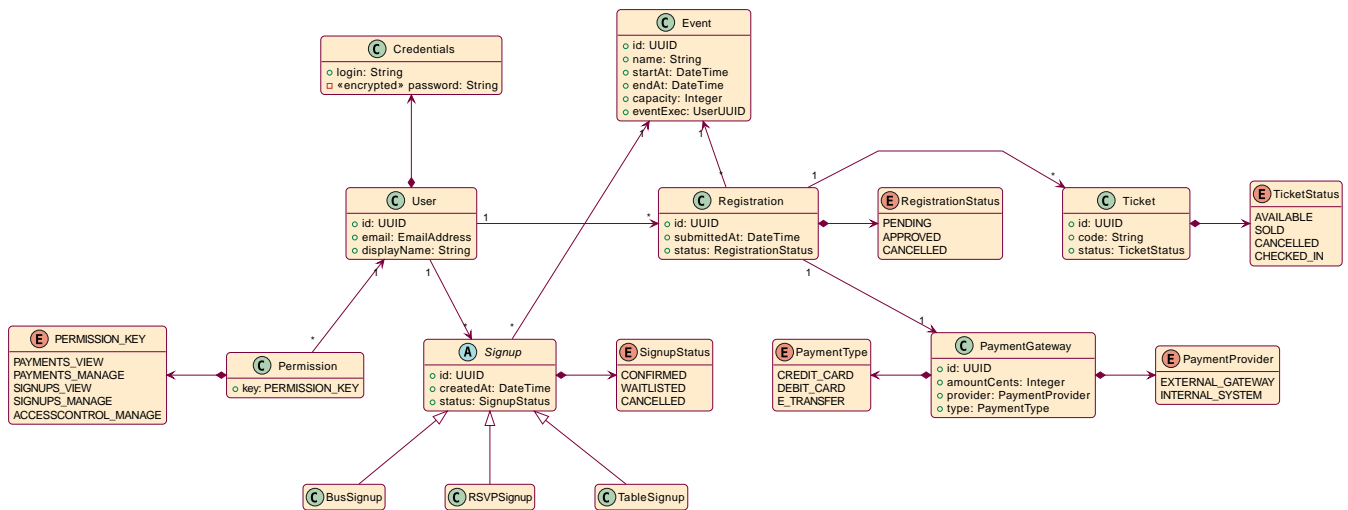 C Event
id: UUID
name: String
startAt: DateTime
endAt: DateTime
capacity: Integer
eventExec: UserUUID
C Credentials
login: String
«encrypted» password: String
1
1
C User
id: UUID
email: EmailAddress
displayName: String
1
*
*
C Registration
id: UUID
submittedAt: DateTime
status: RegistrationStatus
1
E RegistrationStatus
PENDING
APPROVED
CANCELLED
*
C Ticket
id: UUID
code: String
status: TicketStatus
E TicketStatus
AVAILABLE
SOLD
CANCELLED
CHECKED_IN
1
1
1
*
*
*
1
E PERMISSION_KEY
PAYMENTS_VIEW
PAYMENTS_MANAGE
SIGNUPS_VIEW
SIGNUPS_MANAGE
ACCESSCONTROL_MANAGE
C Permission
key: PERMISSION_KEY
A Signup
id: UUID
createdAt: DateTime
status: SignupStatus
E SignupStatus
CONFIRMED
WAITLISTED
CANCELLED
E PaymentType
CREDIT_CARD
DEBIT_CARD
E_TRANSFER
C PaymentGateway
id: UUID
amountCents: Integer
provider: PaymentProvider
type: PaymentType
E PaymentProvider
EXTERNAL_GATEWAY
INTERNAL_SYSTEM
C BusSignup
C RSVPSignup
C TableSignup